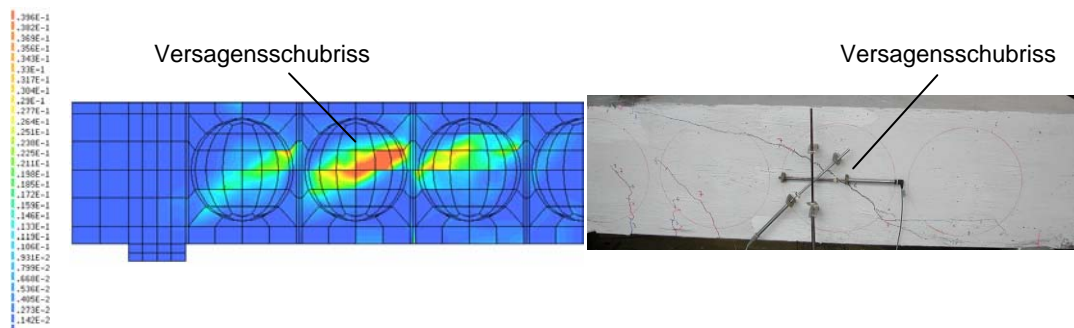 .396E-1
.382E-1
.369E-1
.356E-1
.343E-1
.33E-1
.317E-1
.304E-1
.29E-1
.277E-1
.264E-1
.251E-1
.238E-1
.225E-1
.211E-1
.198E-1
.185E-1
.172E-1
.159E-1
.146E-1
.133E-1
.119E-1
.106E-1
.931E-2
.799E-2
.668E-2
.536E-2
.405E-2
.273E-2
.142E-2
Versagensschubriss
Versagensschubriss